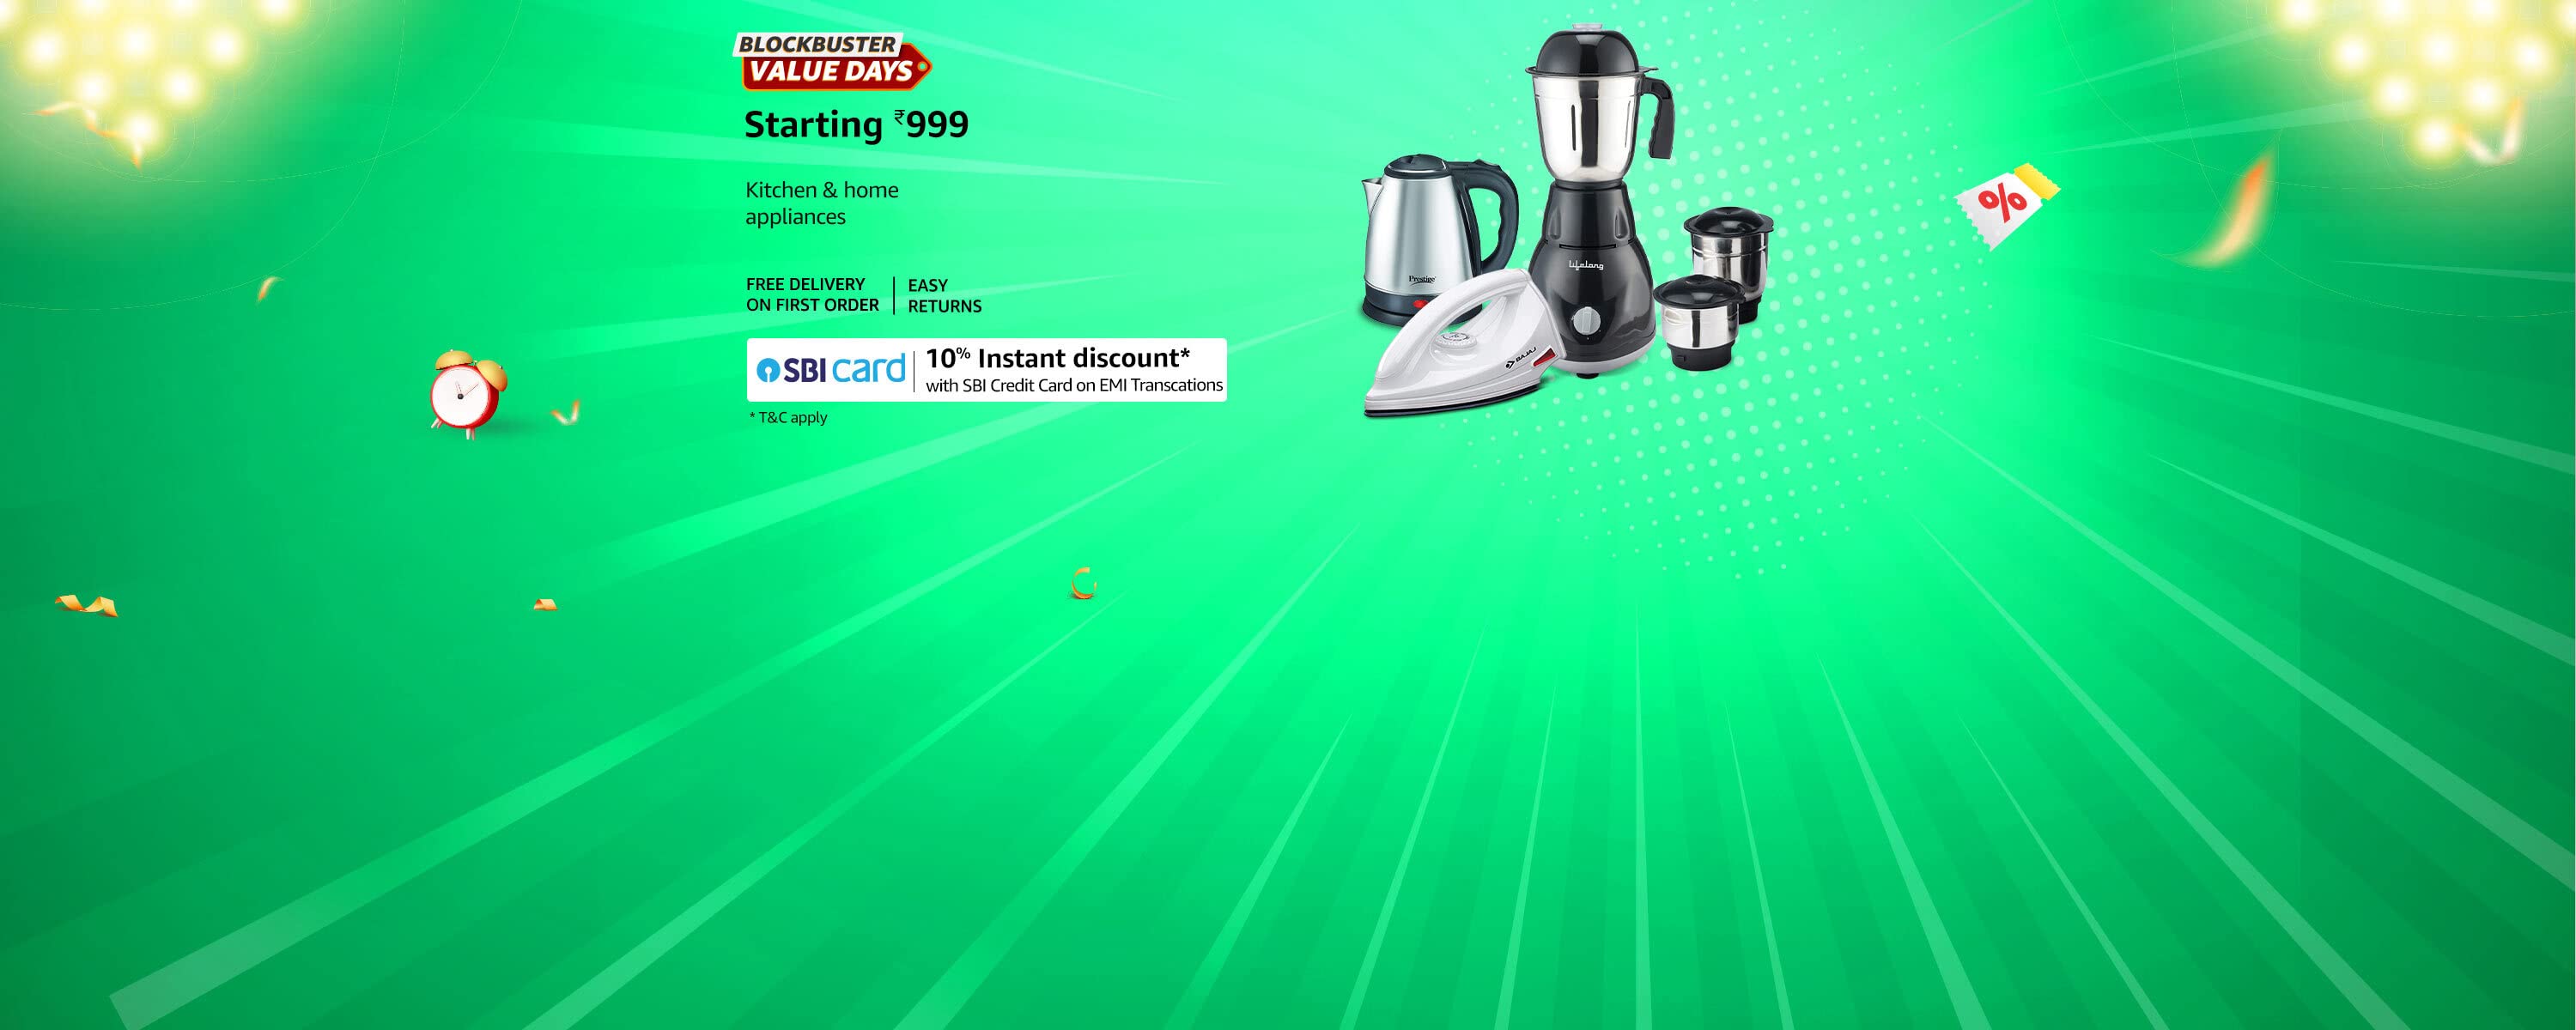 BLOCKBUSTER
VALUE DAYS
Starting ₹999
Kitchen & home
appliances
FREE DELIVERY
ON FIRST ORDER
EASY
RETURNS
SBI card
10% Instant discount*
with SBI Credit Card on EMI Transcations
* T&C apply
Prestige
Lifelong
BAJAJ
%